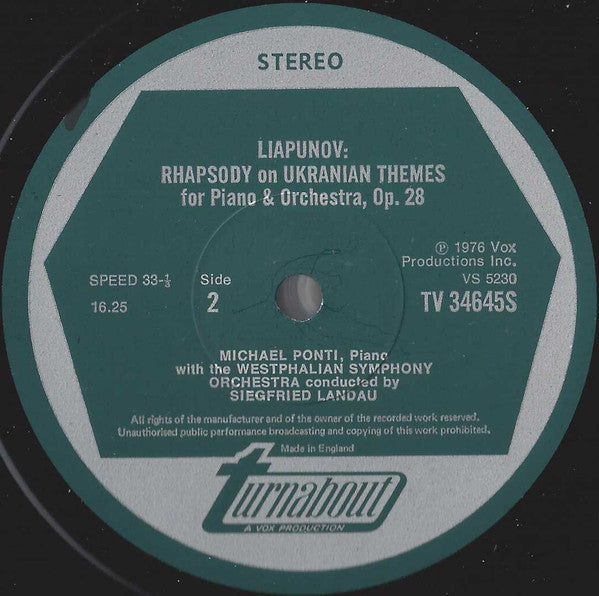 STEREO
LIAPUNOV:
RHAPSODY on UKRANIAN THEMES
for Piano & Orchestra, Op. 28
℗ 1976 Vox
Productions Inc.
VS 5230
TV 34645S
SPEED 33-⅓
16.25
Side
2
MICHAEL PONTI, Piano
with the WESTPHALIAN SYMPHONY
ORCHESTRA conducted by
SIEGFRIED LANDAU
All rights of the manufacturer and of the owner of the recorded work reserved.
Unauthorised public performance broadcasting and copying of this work prohibited.
Made in England
turnabout
A VOX PRODUCTION